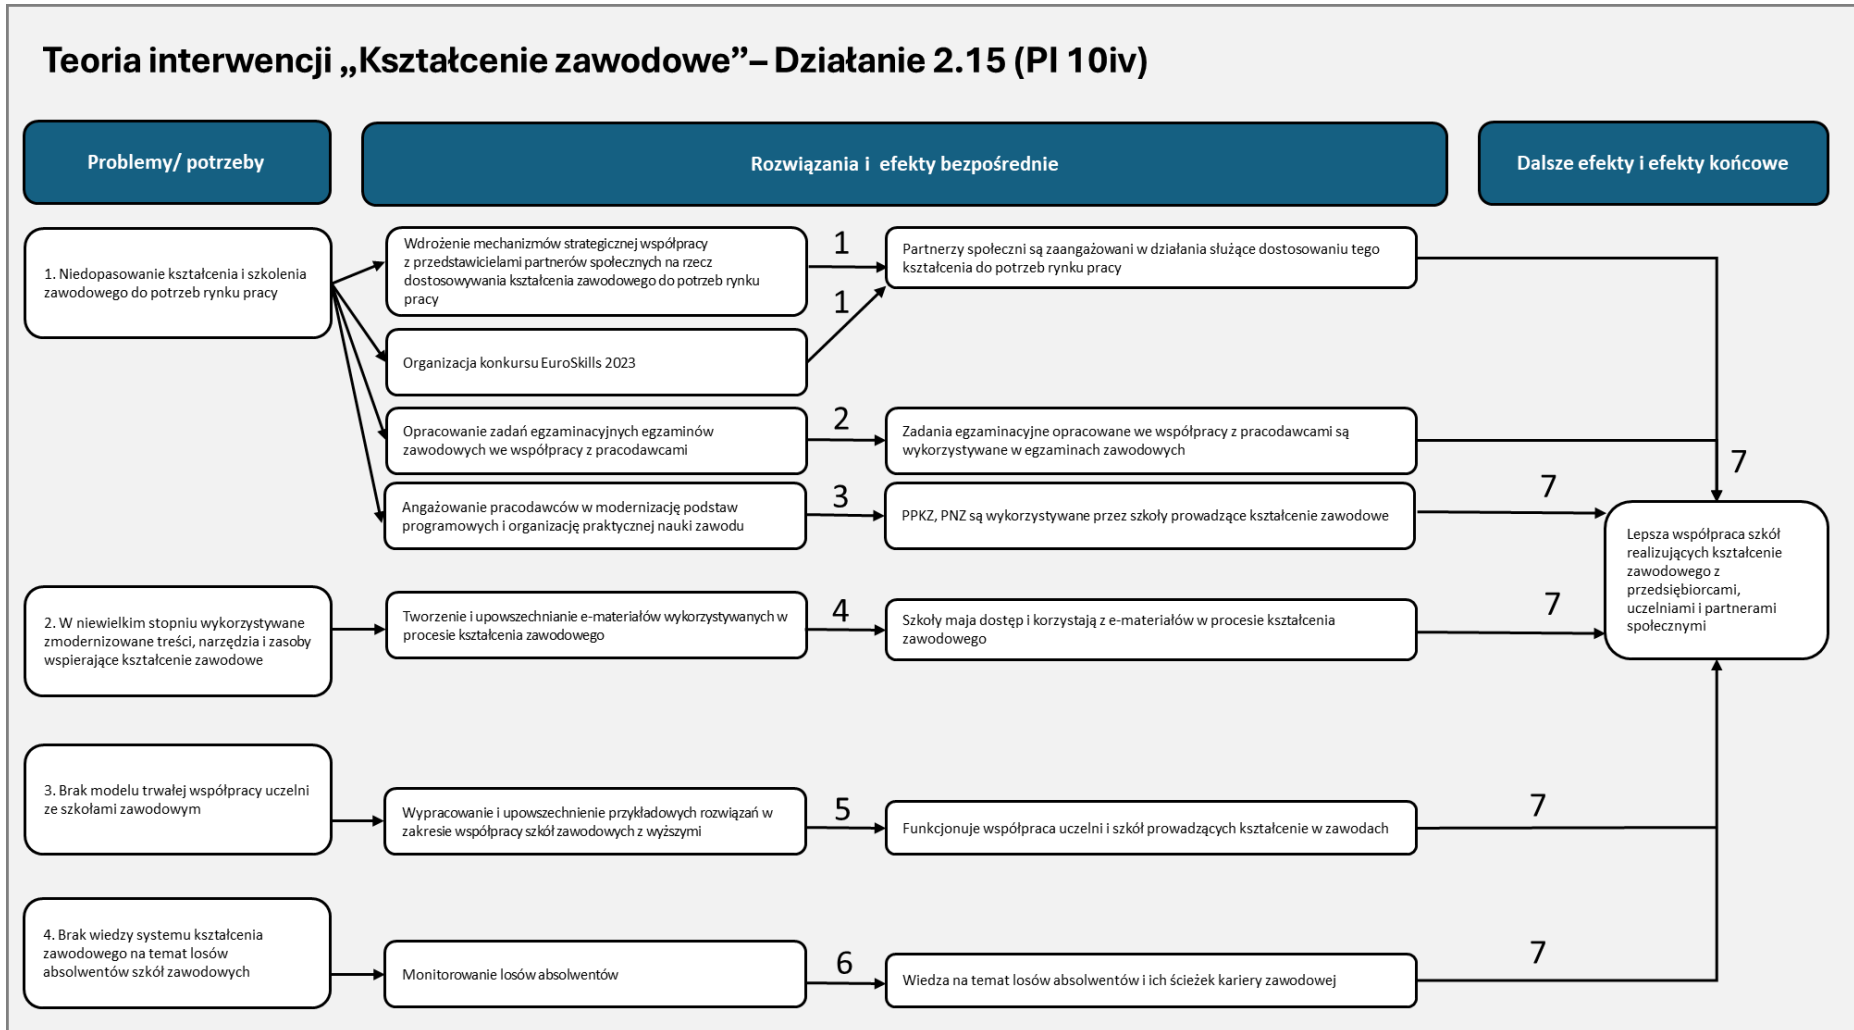 Teoria interwencji „Kształcenie zawodowe”– Działanie 2.15 (PI 10iv)
Problemy/ potrzeby
Rozwiązania i efekty bezpośrednie
Dalsze efekty i efekty końcowe
1. Niedopasowanie kształcenia i szkolenia
zawodowego do potrzeb rynku pracy
Wdrożenie mechanizmów strategicznej współpracy
z przedstawicielami partnerów społecznych na rzecz
dostosowywania kształcenia zawodowego do potrzeb rynku
pracy
1
Partnerzy społeczni są zaangażowani w działania służące dostosowaniu tego
kształcenia do potrzeb rynku pracy
1
Organizacja konkursu EuroSkills 2023
Opracowanie zadań egzaminacyjnych egzaminów
zawodowych we współpracy z pracodawcami
2
Zadania egzaminacyjne opracowane we współpracy z pracodawcami są
wykorzystywane w egzaminach zawodowych
7
Angażowanie pracodawców w modernizację podstaw
programowych i organizację praktycznej nauki zawodu
3
PPKZ, PNZ są wykorzystywane przez szkoły prowadzące kształcenie zawodowe
7
Lepsza współpraca szkół
realizujących kształcenie
zawodowego z
przedsiębiorcami,
uczelniami i partnerami
społecznymi
2. W niewielkim stopniu wykorzystywane
zmodernizowane treści, narzędzia i zasoby
wspierające kształcenie zawodowe
Tworzenie i upowszechnianie e-materiałów wykorzystywanych w
procesie kształcenia zawodowego
4
Szkoły maja dostęp i korzystają z e-materiałów w procesie kształcenia
zawodowego
7
3. Brak modelu trwałej współpracy uczelni
ze szkołami zawodowym
Wypracowanie i upowszechnienie przykładowych rozwiązań w
zakresie współpracy szkół zawodowych z wyższymi
5
Funkcjonuje współpraca uczelni i szkół prowadzących kształcenie w zawodach
7
4. Brak wiedzy systemu kształcenia
zawodowego na temat losów
absolwentów szkół zawodowych
Monitorowanie losów absolwentów
6
Wiedza na temat losów absolwentów i ich ścieżek kariery zawodowej
7